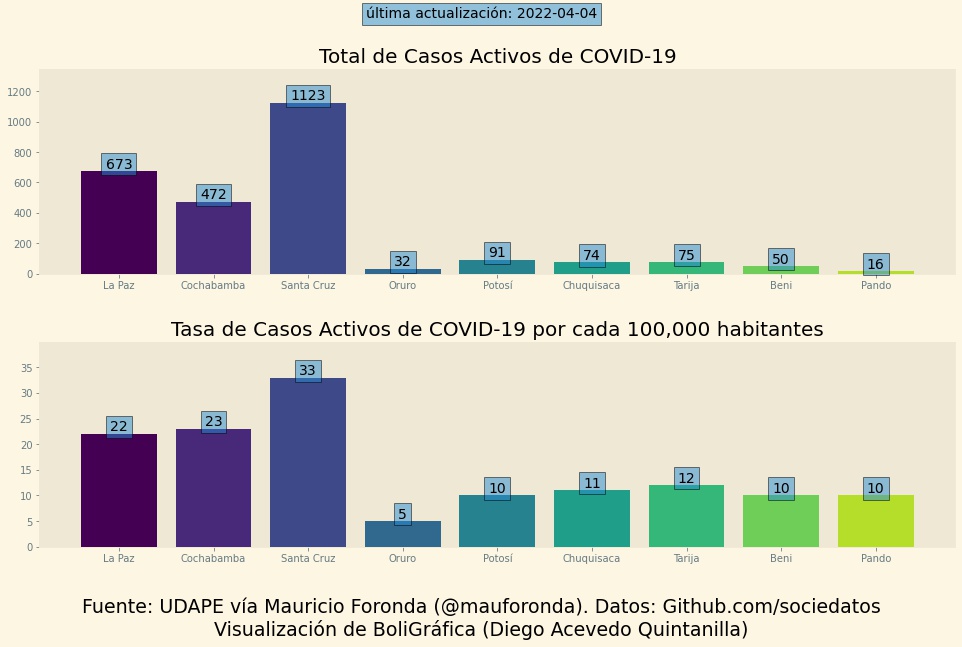 última actualización: 2022-04-04
Total de Casos Activos de COVID-19
1200
1000
800
600
400
200
0
673
472
1123
32
91
74
75
50
16
La Paz
Cochabamba
Santa Cruz
Oruro
Potosí
Chuquisaca
Tarija
Beni
Pando
Tasa de Casos Activos de COVID-19 por cada 100,000 habitantes
35
30
25
20
15
10
5
0
22
23
33
5
10
11
12
10
10
La Paz
Cochabamba
Santa Cruz
Oruro
Potosí
Chuquisaca
Tarija
Beni
Pando
Fuente: UDAPE vía Mauricio Foronda (@mauforonda). Datos: Github.com/sociedatos
Visualización de BoliGráfica (Diego Acevedo Quintanilla)